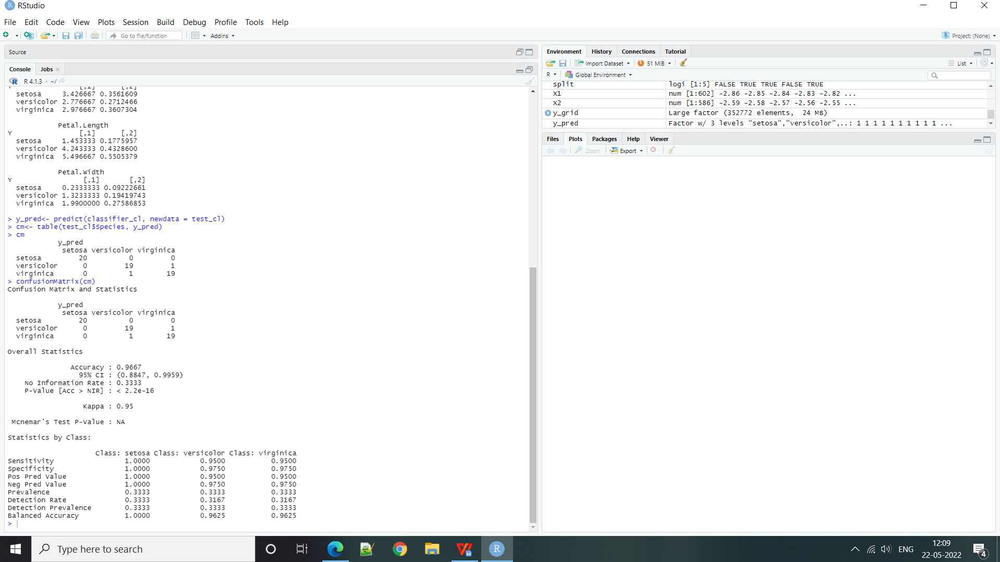 RStudio
File Edit Code View Plots Session Build Debug Profile Tools Help
Go to file/function Addins Project: (None)
Source
Console Jobs
R 4.1.3 · ~/
Y [,1] [,2]
setosa 3.426667 0.3561609
versicolor 2.776667 0.2712466
virginica 2.976667 0.3607304
Petal.Length
Y [,1] [,2]
setosa 1.453333 0.1775957
versicolor 4.243333 0.4328600
virginica 5.496667 0.5505379
Petal.Width
Y [,1] [,2]
setosa 0.2333333 0.09222661
versicolor 1.3233333 0.19419743
virginica 1.9900000 0.27586853
> y_pred<- predict(classifier_cl, newdata = test_cl)
> cm<- table(test_cl$Species, y_pred)
> cm
y_pred
setosa versicolor virginica
setosa 20 0 0
versicolor 0 19 1
virginica 0 1 19
> confusionMatrix(cm)
Confusion Matrix and Statistics
y_pred
setosa versicolor virginica
setosa 20 0 0
versicolor 0 19 1
virginica 0 1 19
Overall Statistics
Accuracy : 0.9667
95% CI : (0.8847, 0.9959)
No Information Rate : 0.3333
P-Value [Acc > NIR] : < 2.2e-16
Kappa : 0.95
Mcnemar's Test P-Value : NA
Statistics by Class:
Class: setosa Class: versicolor Class: virginica
Sensitivity 1.0000 0.9500 0.9500
Specificity 1.0000 0.9750 0.9750
Pos Pred Value 1.0000 0.9500 0.9500
Neg Pred Value 1.0000 0.9750 0.9750
Prevalence 0.3333 0.3333 0.3333
Detection Rate 0.3333 0.3167 0.3167
Detection Prevalence 0.3333 0.3333 0.3333
Balanced Accuracy 1.0000 0.9625 0.9625
>
Environment History Connections Tutorial
Import Dataset 51 MiB List
R Global Environment
split logi [1:5] FALSE TRUE TRUE FALSE TRUE
X1 num [1:602] -2.86 -2.85 -2.84 -2.83 -2.82 ...
X2 num [1:586] -2.59 -2.58 -2.57 -2.56 -2.55 ...
y_grid Large factor (352772 elements, 24 MB)
y_pred Factor w/ 3 levels "setosa","versicolor",..: 1 1 1 1 1 1 1 1 1 1 ...
Files Plots Packages Help Viewer
Zoom Export
Type here to search
ENG
12:09
22-05-2022
4